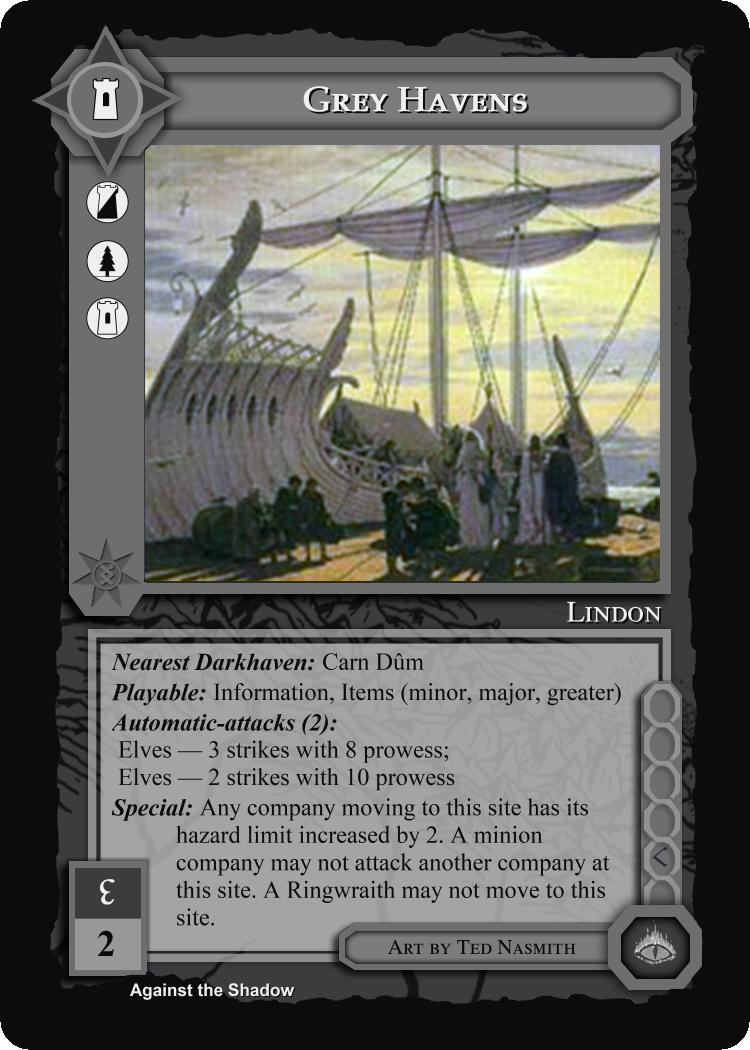 Grey Havens
Lindon
Nearest Darkhaven: Carn Dûm
Playable: Information, Items (minor, major, greater)
Automatic-attacks (2):
Elves — 3 strikes with 8 prowess;
Elves — 2 strikes with 10 prowess
Special: Any company moving to this site has its
hazard limit increased by 2. A minion
company may not attack another company at
this site. A Ringwraith may not move to this
site.
2
Art by Ted Nasmith
Against the Shadow